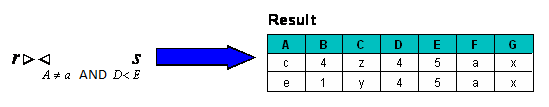 Result
r ▷◁ A ≠ a AND D< E s
A B C D E F G
c 4 z 4 5 a x
e 1 y 4 5 a x